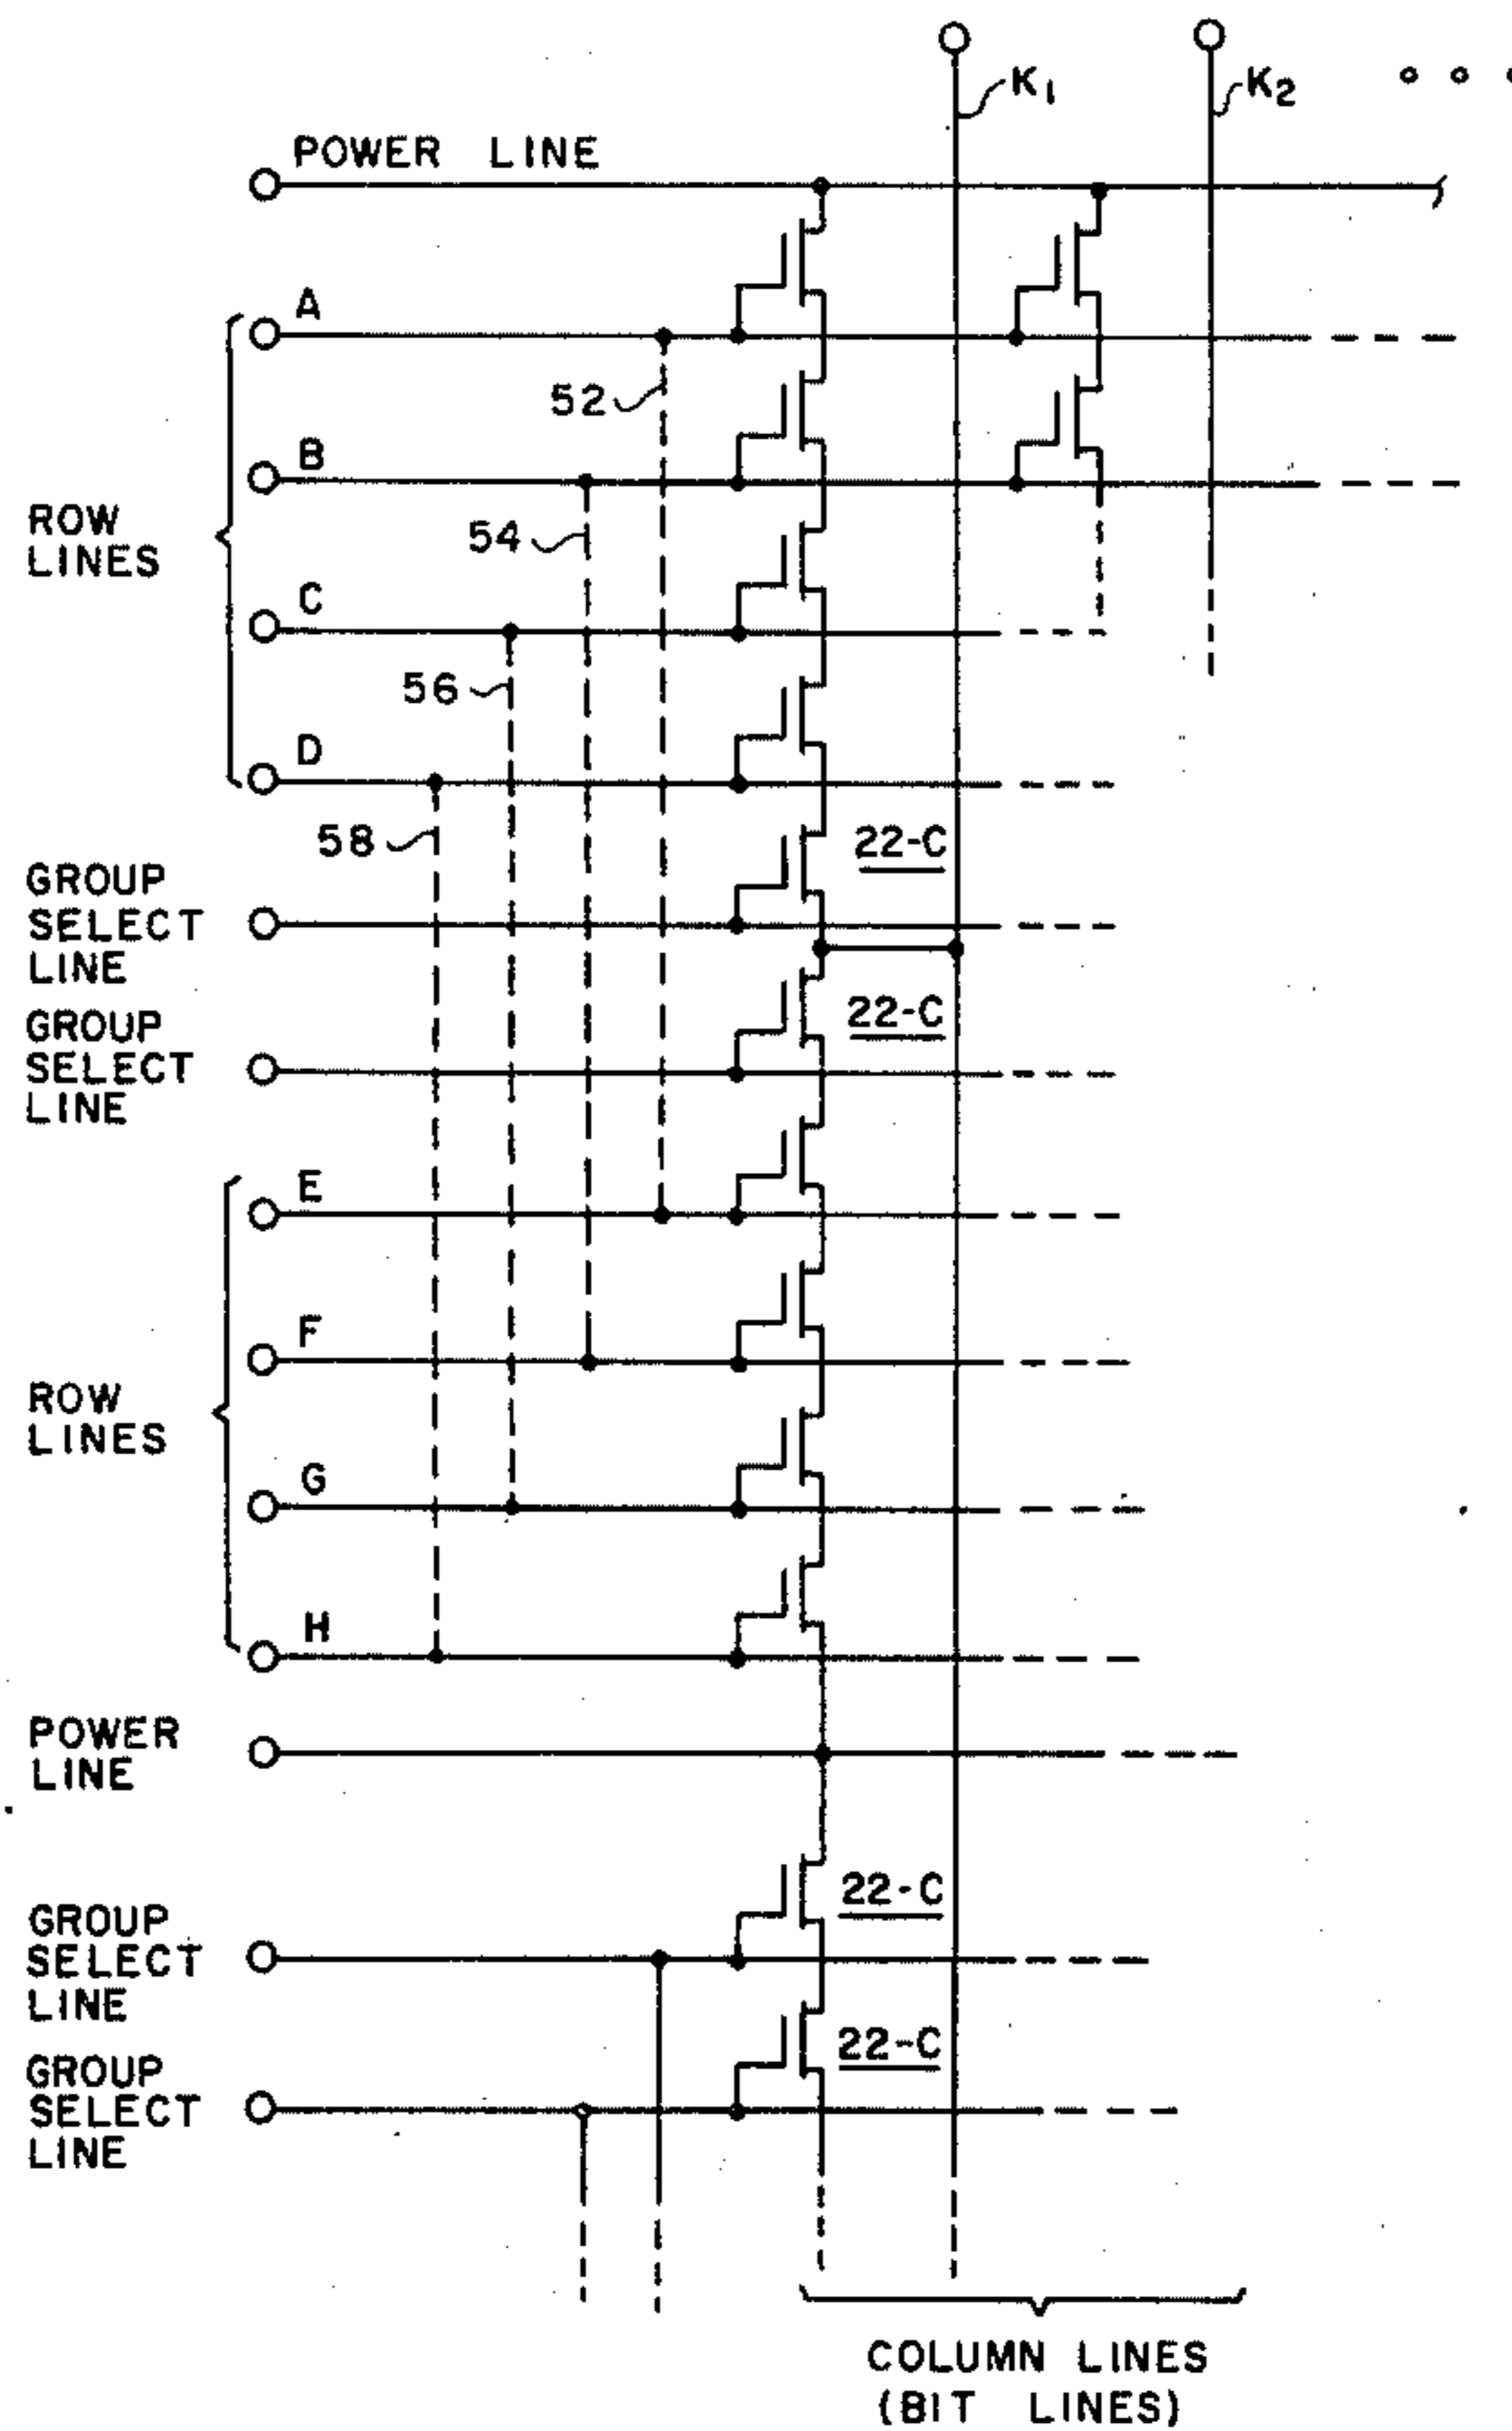 K1
K2
POWER LINE
A
52
B
54
ROW
LINES
C
56
D
58
22-C
GROUP
SELECT
LINE
22-C
GROUP
SELECT
LINE
E
F
ROW
LINES
G
H
POWER
LINE
22-C
GROUP
SELECT
LINE
22-C
GROUP
SELECT
LINE
COLUMN LINES
(BIT LINES)